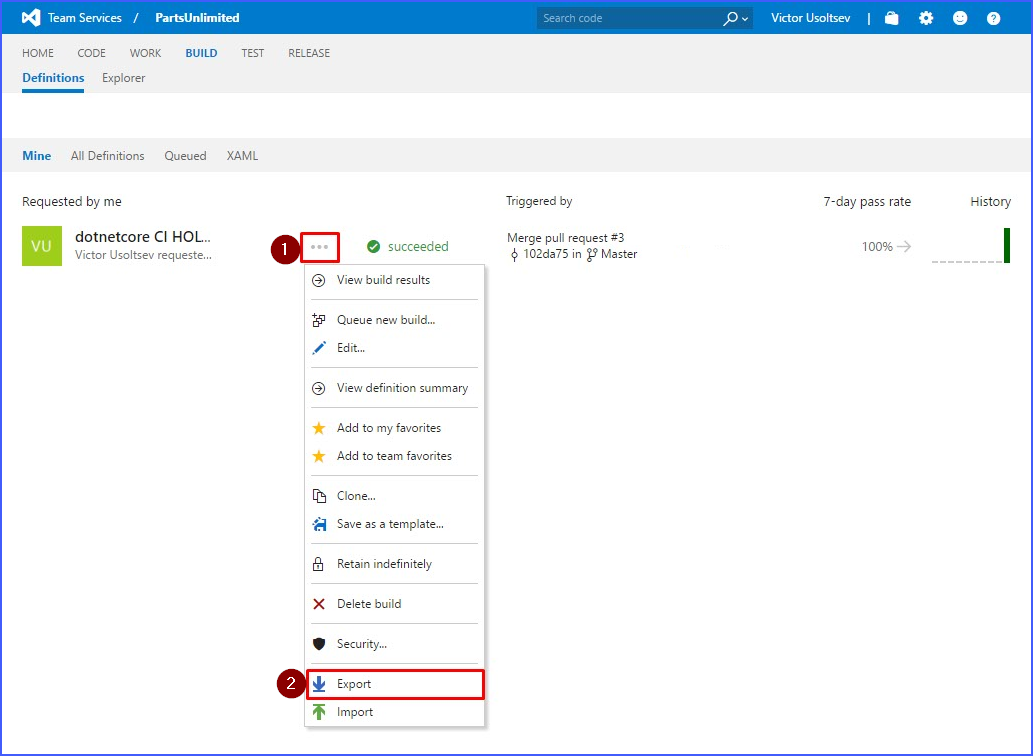 Team Services / PartsUnlimited Search code Victor Usoltsev |
HOME CODE WORK BUILD TEST RELEASE
Definitions Explorer
Mine All Definitions Queued XAML
Requested by me Triggered by 7-day pass rate History
VU dotnetcore CI HOL... 1 succeeded Merge pull request #3 100%
Victor Usoltsev requeste... 102da75 in Master
View build results
Queue new build...
Edit...
View definition summary
Add to my favorites
Add to team favorites
Clone...
Save as a template...
Retain indefinitely
Delete build
Security...
2 Export
Import